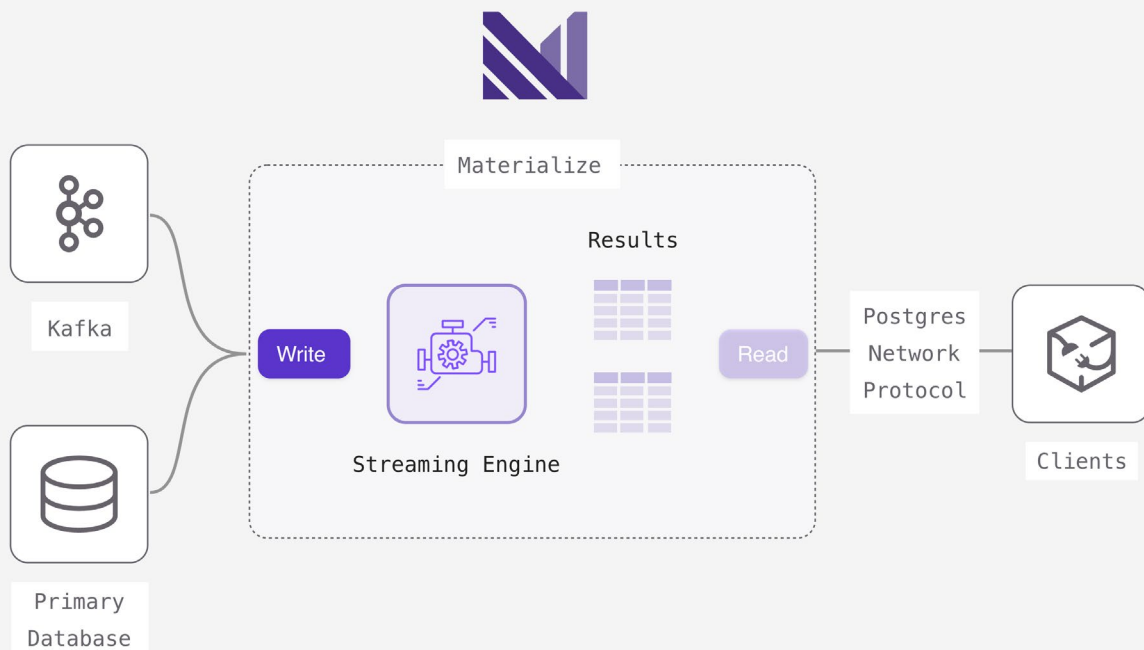 Materialize
Results
Kafka
Write
Read
Postgres
Network
Protocol
Streaming Engine
Clients
Primary
Database